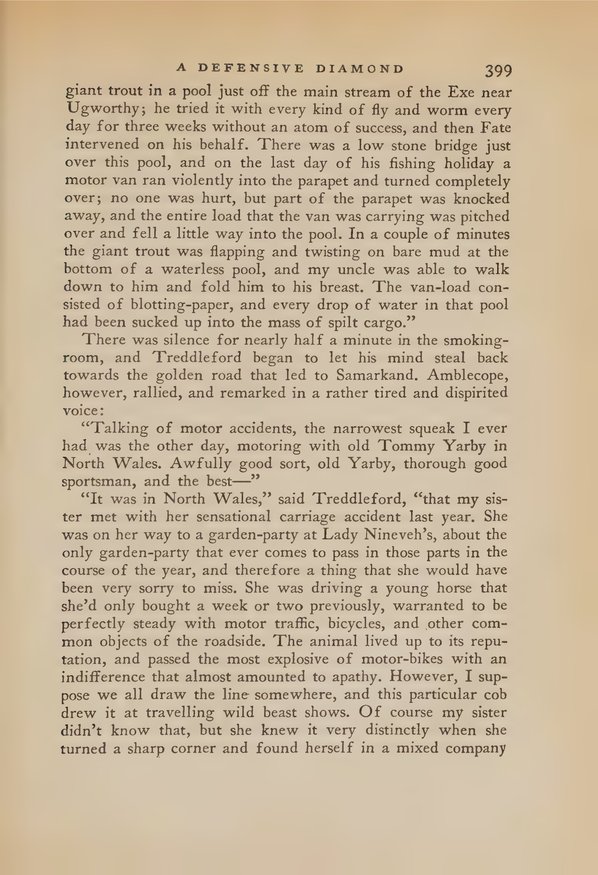 A DEFENSIVE DIAMOND 399
giant trout in a pool just off the main stream of the Exe near
Ugworthy; he tried it with every kind of fly and worm every
day for three weeks without an atom of success, and then Fate
intervened on his behalf. There was a low stone bridge just
over this pool, and on the last day of his fishing holiday a
motor van ran violently into the parapet and turned completely
over; no one was hurt, but part of the parapet was knocked
away, and the entire load that the van was carrying was pitched
over and fell a little way into the pool. In a couple of minutes
the giant trout was flapping and twisting on bare mud at the
bottom of a waterless pool, and my uncle was able to walk
down to him and fold him to his breast. The van-load con-
sisted of blotting-paper, and every drop of water in that pool
had been sucked up into the mass of spilt cargo.”
There was silence for nearly half a minute in the smoking-
room, and Treddleford began to let his mind steal back
towards the golden road that led to Samarkand. Amblecope,
however, rallied, and remarked in a rather tired and dispirited
voice:
“Talking of motor accidents, the narrowest squeak I ever
had was the other day, motoring with old Tommy Yarby in
North Wales. Awfully good sort, old Yarby, thorough good
sportsman, and the best—”
“It was in North Wales,” said Treddleford, “that my sis-
ter met with her sensational carriage accident last year. She
was on her way to a garden-party at Lady Nineveh’s, about the
only garden-party that ever comes to pass in those parts in the
course of the year, and therefore a thing that she would have
been very sorry to miss. She was driving a young horse that
she’d only bought a week or two previously, warranted to be
perfectly steady with motor traffic, bicycles, and other com-
mon objects of the roadside. The animal lived up to its repu-
tation, and passed the most explosive of motor-bikes with an
indifference that almost amounted to apathy. However, I sup-
pose we all draw the line somewhere, and this particular cob
drew it at travelling wild beast shows. Of course my sister
didn’t know that, but she knew it very distinctly when she
turned a sharp corner and found herself in a mixed company